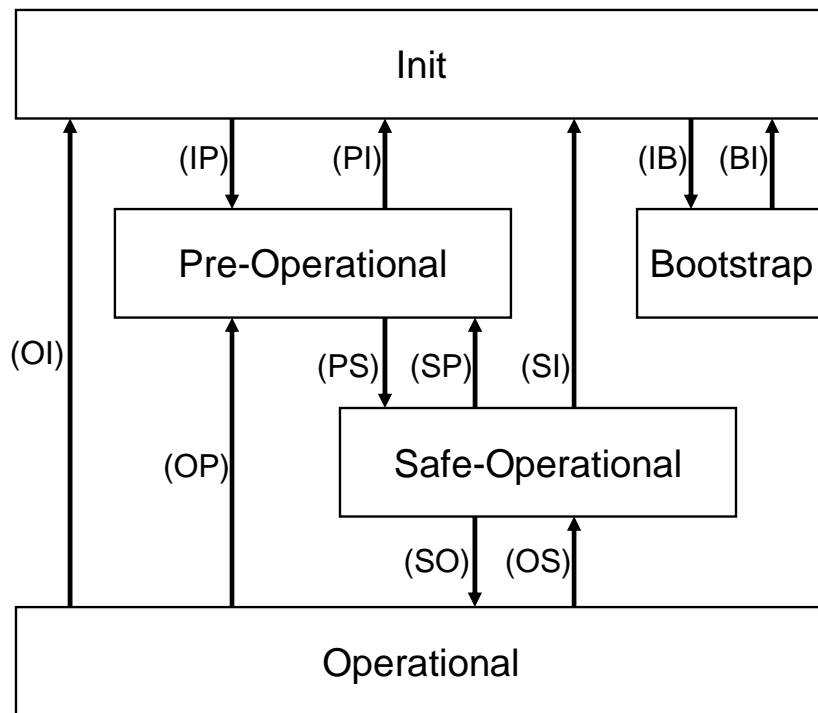 Init
(IP)
(PI)
(IB)
(BI)
Pre-Operational
Bootstrap
(OI)
(PS)
(SP)
(SI)
(OP)
Safe-Operational
(SO)
(OS)
Operational